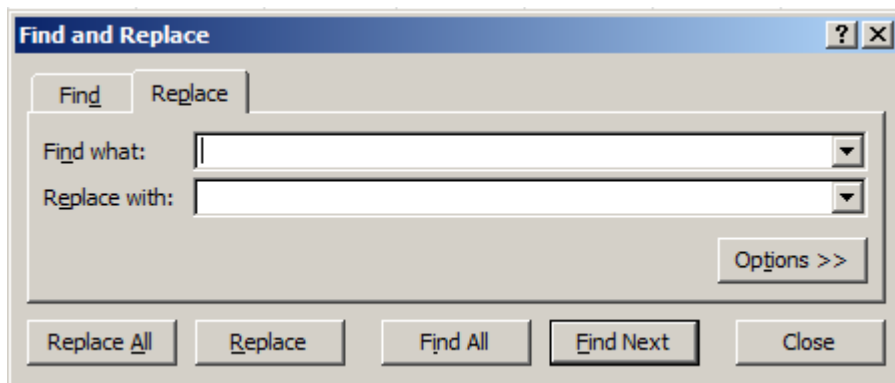 Find and Replace ? X
Find Replace
Find what:
Replace with:
Options >>
Replace All Replace Find All Find Next Close